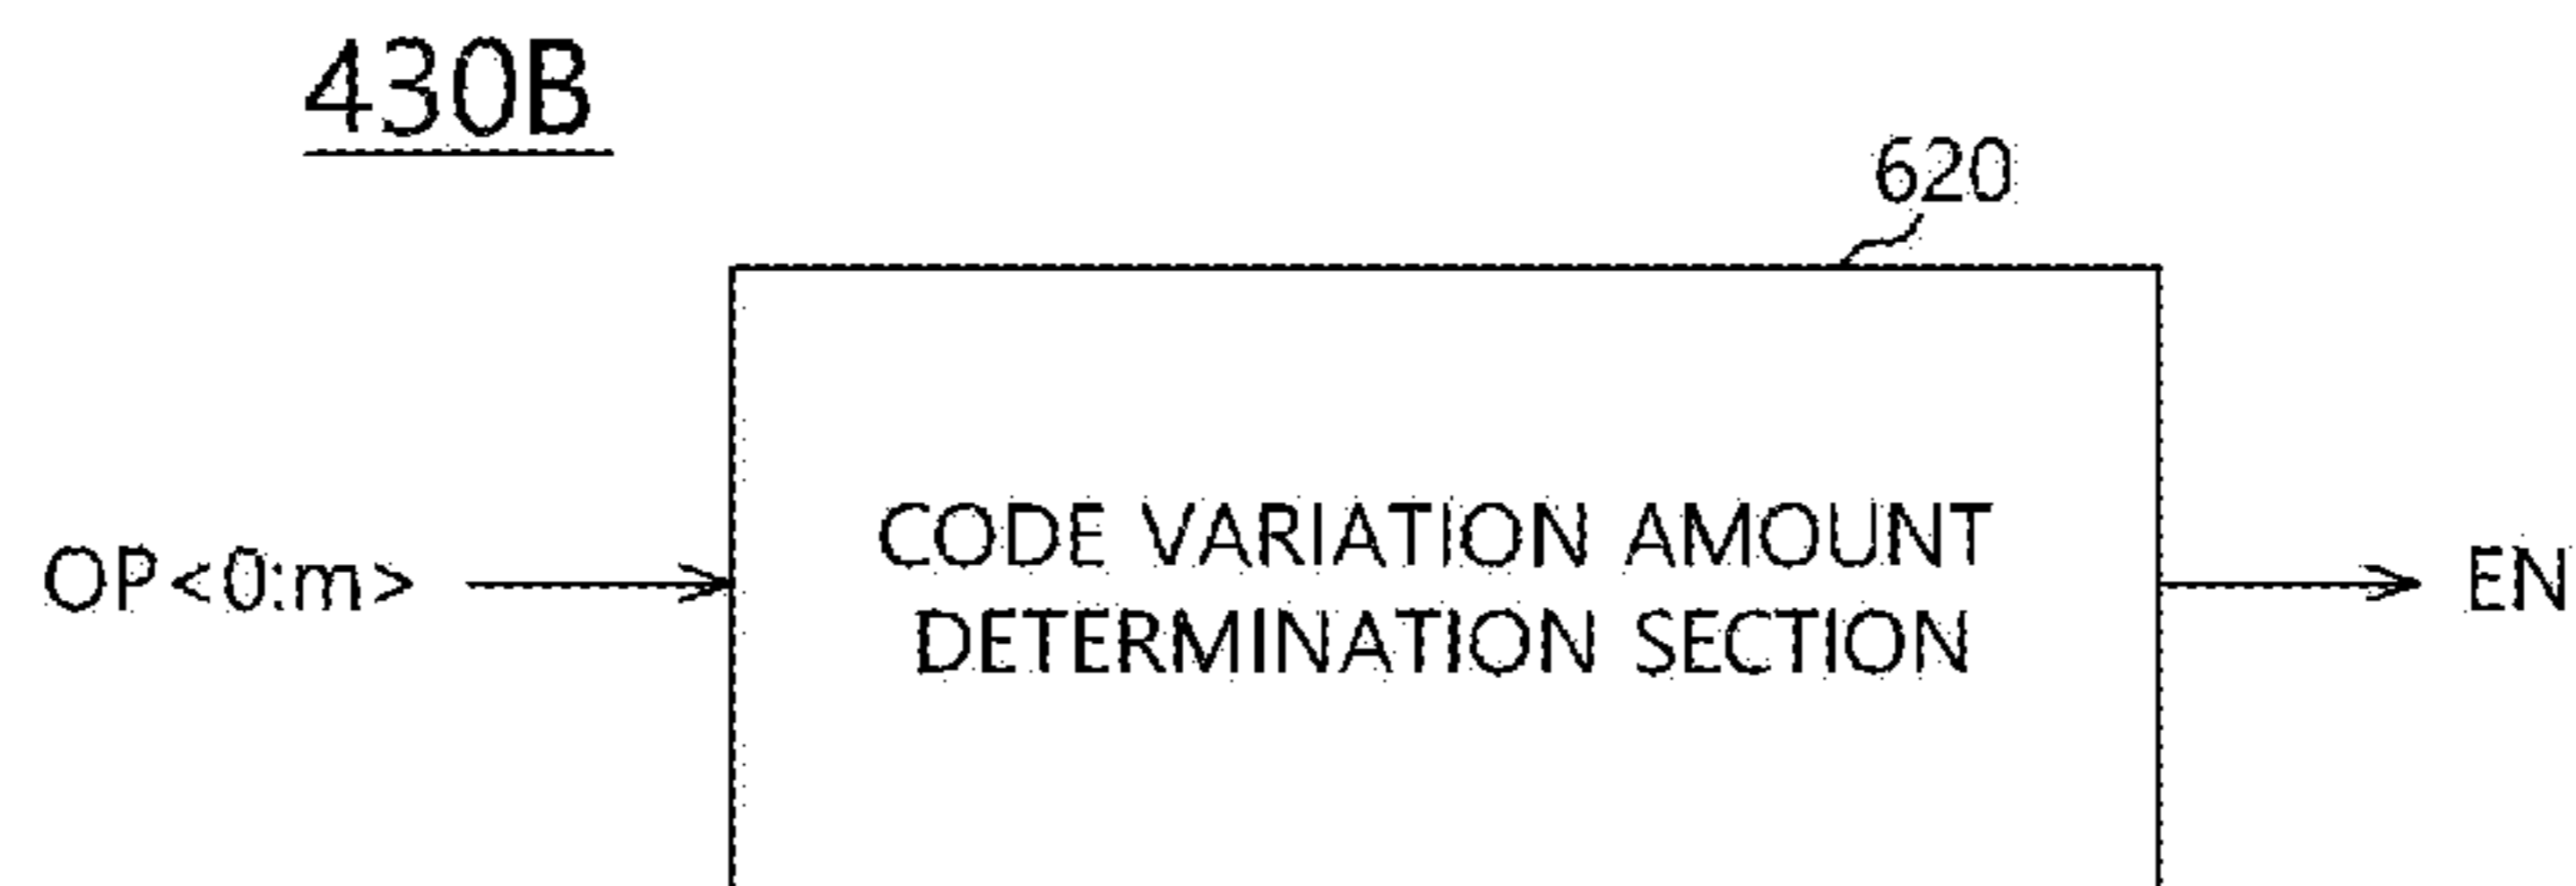 430B
620
OP<0:m>
CODE VARIATION AMOUNT
DETERMINATION SECTION
EN